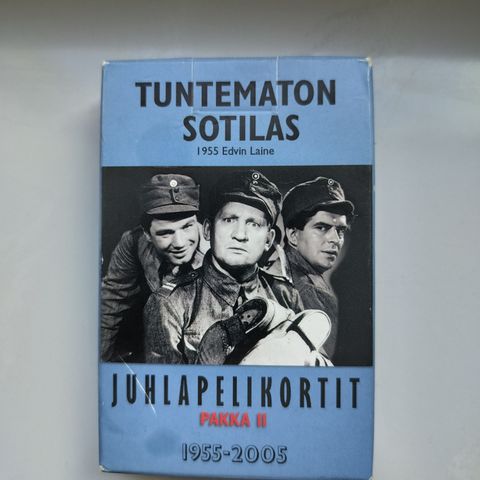 TUNTEMATON
SOTILAS
1955 Edvin Laine
JUHLAPELIKORTIT
PAKKA II
1955-2005